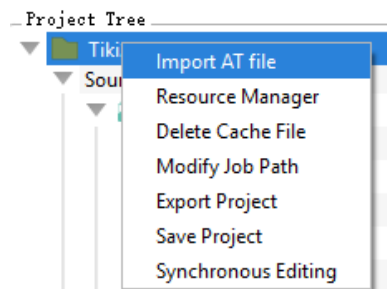 Project Tree
Tiki
Import AT file
Sour
Resource Manager
Delete Cache File
Modify Job Path
Export Project
Save Project
Synchronous Editing